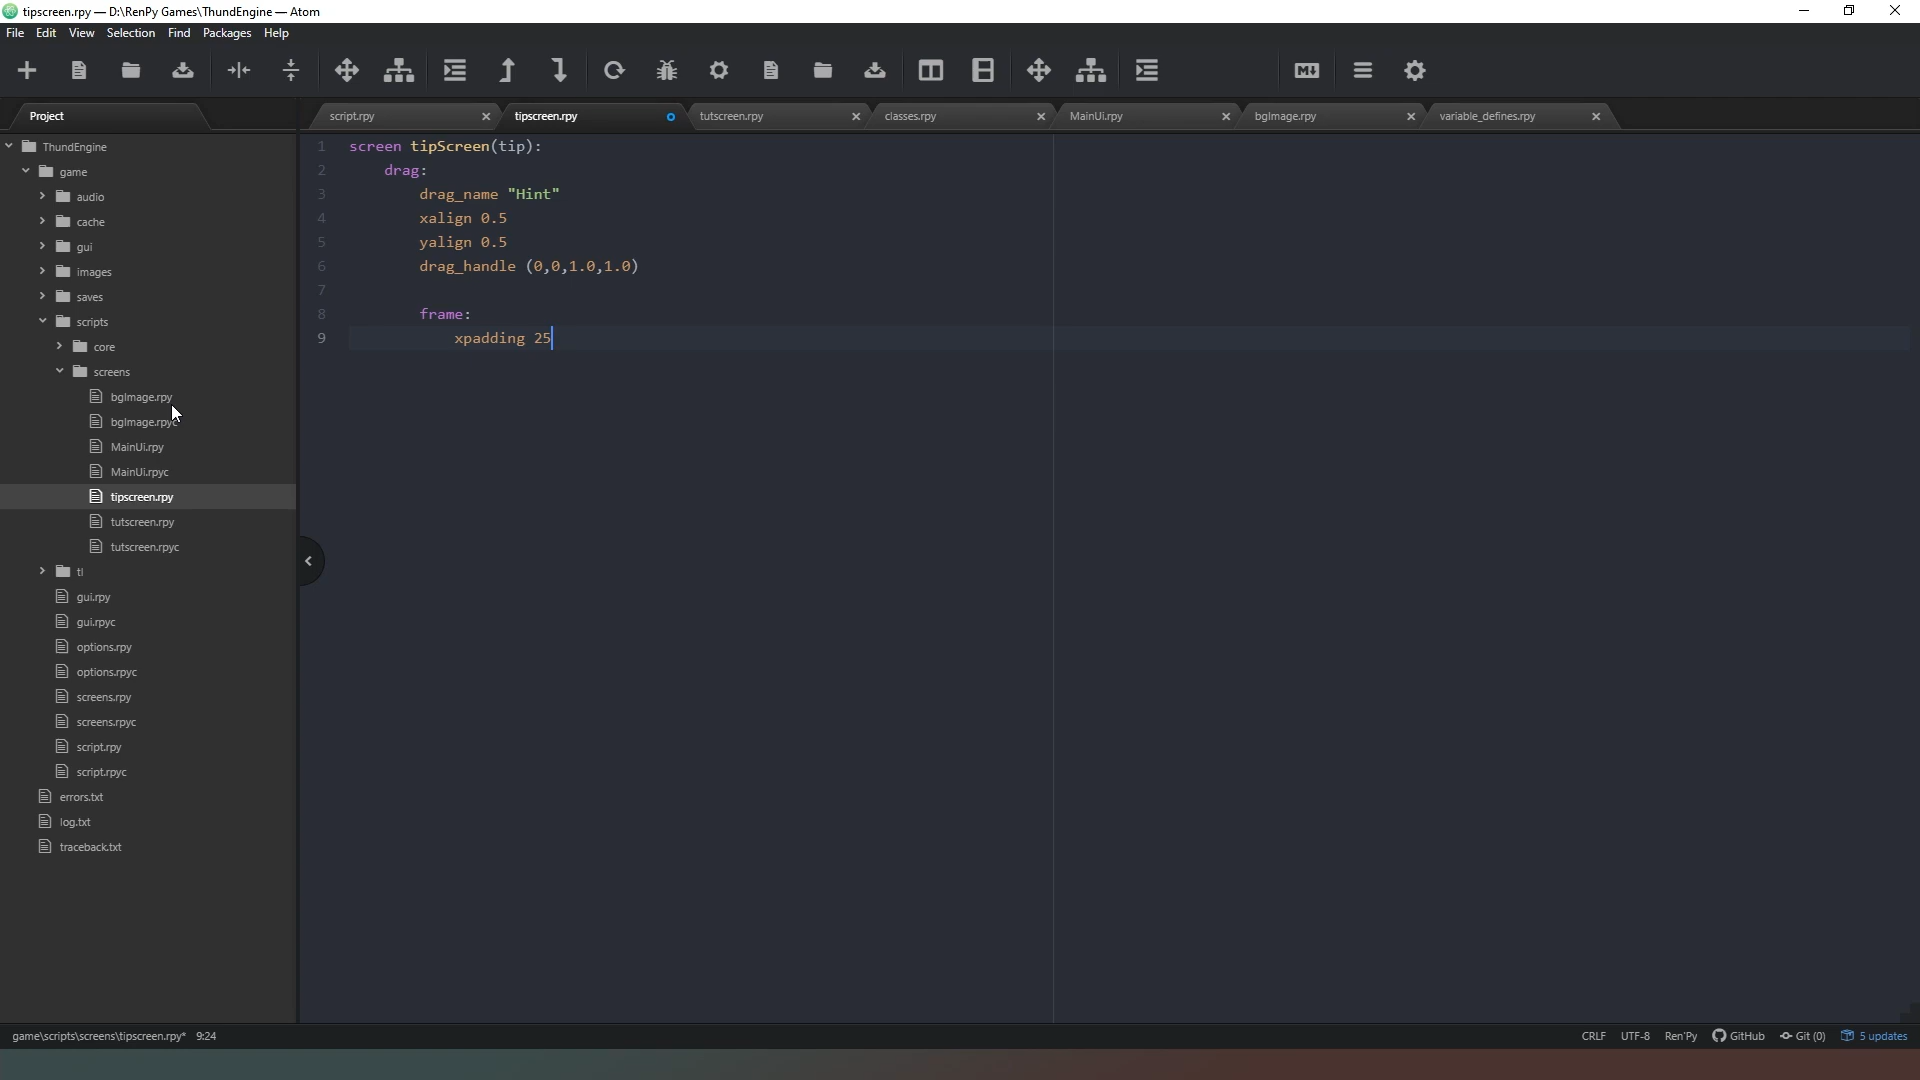 tipscreen.rpy — D:\RenPy Games\ThundEngine — Atom
File Edit View Selection Find Packages Help
Project
script.rpy
tipscreen.rpy
tutscreen.rpy
classes.rpy
MainUi.rpy
bgImage.rpy
variable_defines.rpy
ThundEngine
game
audio
cache
gui
images
saves
scripts
core
screens
bgImage.rpy
bgImage.rpyc
MainUi.rpy
MainUi.rpyc
tipscreen.rpy
tutscreen.rpy
tutscreen.rpyc
tl
gui.rpy
gui.rpyc
options.rpy
options.rpyc
screens.rpy
screens.rpyc
script.rpy
script.rpyc
errors.txt
log.txt
traceback.txt
1 screen tipScreen(tip):
2 drag:
3 drag_name "Hint"
4 xalign 0.5
5 yalign 0.5
6 drag_handle (0,0,1.0,1.0)
7
8 frame:
9 xpadding 25
game\scripts\screens\tipscreen.rpy* 9:24
CRLF UTF-8 Ren'Py GitHub Git (0) 5 updates